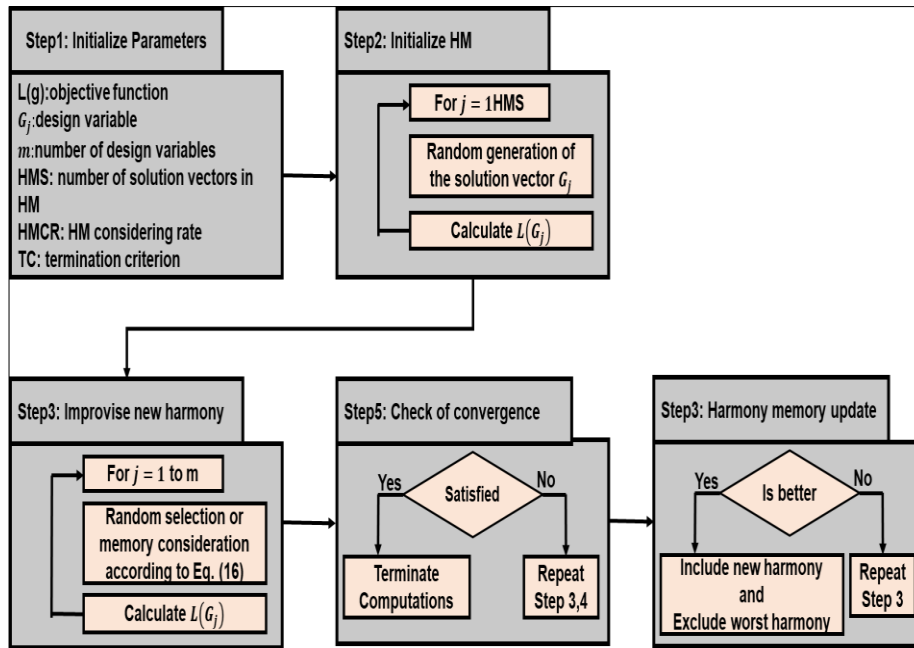 Step1: Initialize Parameters
L(g):objective function
G_j:design variable
m:number of design variables
HMS: number of solution vectors in
HM
HMCR: HM considering rate
TC: termination criterion
Step2: Initialize HM
For j = 1HMS
Random generation of
the solution vector G_j
Calculate L(G_j)
Step3: Improvise new harmony
For j = 1 to m
Random selection or
memory consideration
according to Eq. (16)
Calculate L(G_j)
Step5: Check of convergence
Yes
Satisfied
No
Terminate
Computations
Repeat
Step 3,4
Step3: Harmony memory update
Yes
Is better
No
Include new harmony
and
Exclude worst harmony
Repeat
Step 3